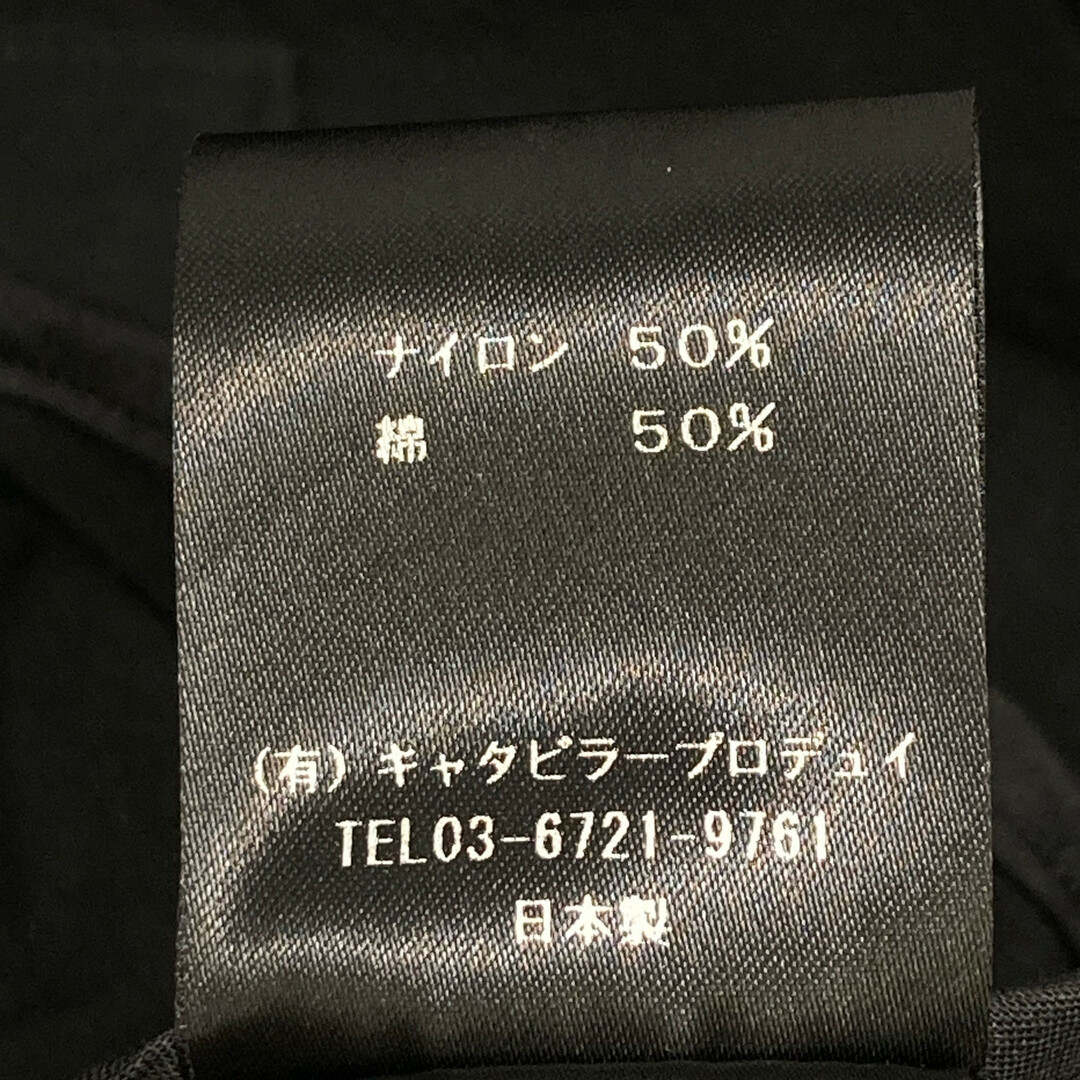 ナイロン 50%
綿 50%
(有)キャタピラープロデュイ
TEL03-6721-9761
日本製